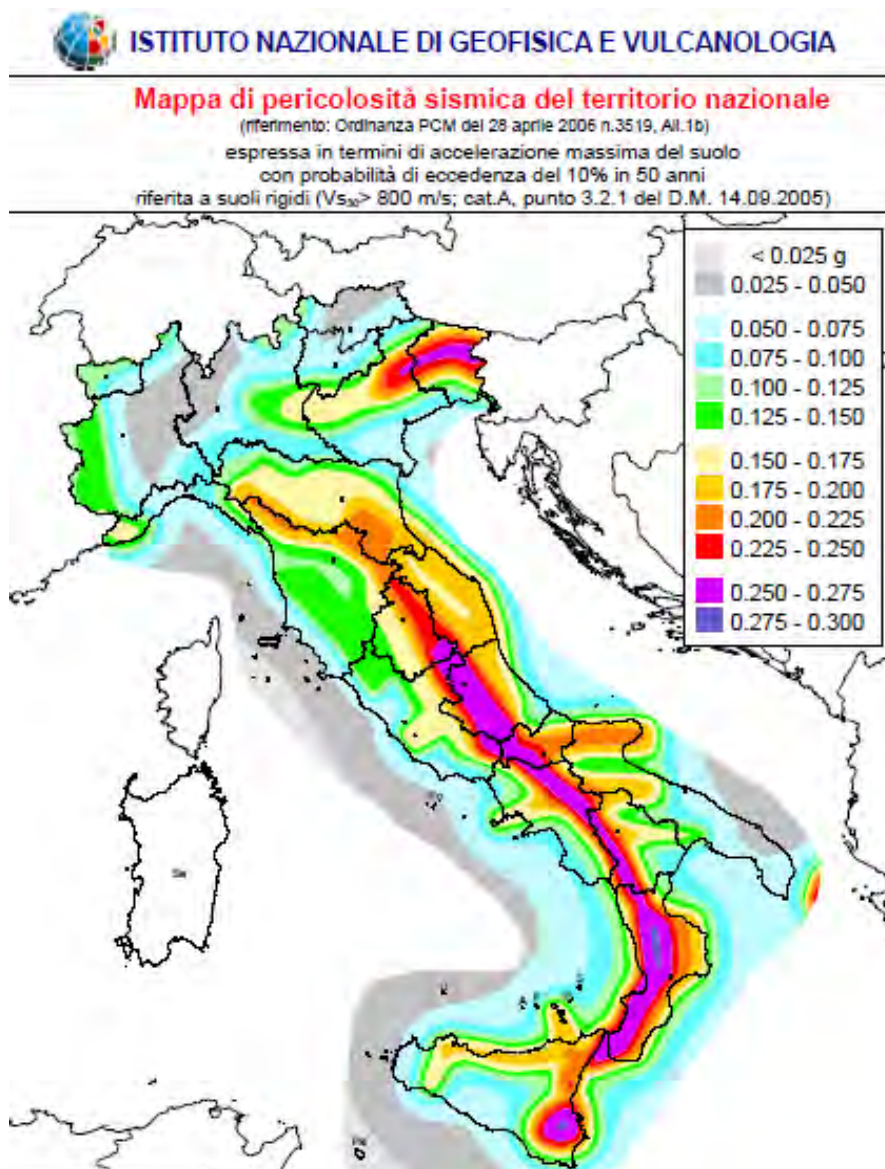 ISTITUTO NAZIONALE DI GEOFISICA E VULCANOLOGIA
Mappa di pericolosità sismica del territorio nazionale
(riferimento: Ordinanza PCM del 28 aprile 2006 n.3519, All.1b)
espressa in termini di accelerazione massima del suolo
con probabilità di eccedenza del 10% in 50 anni
riferita a suoli rigidi (Vs₃₀> 800 m/s; cat.A, punto 3.2.1 del D.M. 14.09.2005)
< 0.025 g
0.025 - 0.050
0.050 - 0.075
0.075 - 0.100
0.100 - 0.125
0.125 - 0.150
0.150 - 0.175
0.175 - 0.200
0.200 - 0.225
0.225 - 0.250
0.250 - 0.275
0.275 - 0.300